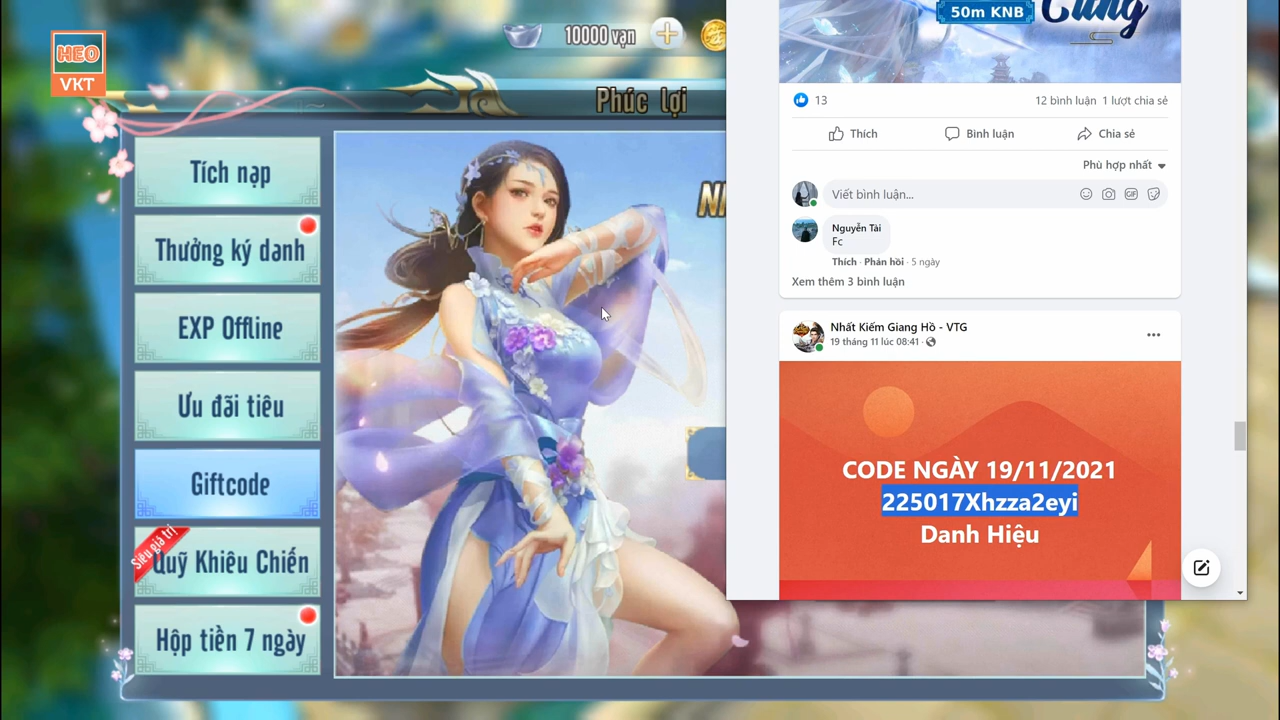 HEO
VKT
10000 vạn
Phúc lợi
Tích nạp
Thưởng ký danh
EXP Offline
Ưu đãi tiêu
Giftcode
Siêu giá trị
Quỹ Khiêu Chiến
Hộp tiền 7 ngày
50m KNB
Cung
13
12 bình luận 1 lượt chia sẻ
Thích
Bình luận
Chia sẻ
Phù hợp nhất
Viết bình luận...
GIF
Nguyễn Tài
Fc
Thích · Phản hồi · 5 ngày
Xem thêm 3 bình luận
Nhất Kiếm Giang Hồ - VTG
19 tháng 11 lúc 08:41 ·
CODE NGÀY 19/11/2021
225017Xhzza2eyi
Danh Hiệu